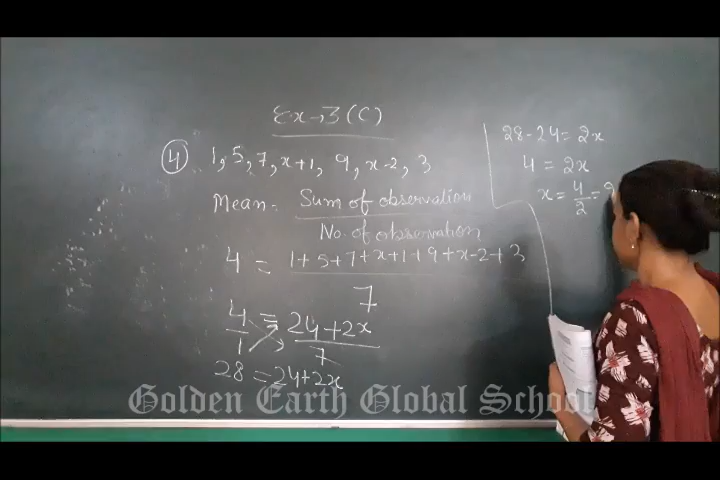 Ex→3(C)
4 1, 5, 7, x+1, 9, x-2, 3
Mean = Sum of observation
No. of observation
4 = 1+5+7+x+1+9+x-2+3
7
4/1 = 24+2x/7
28 = 24+2x
28-24 = 2x
4 = 2x
x = 4/2 =
Golden Earth Global School